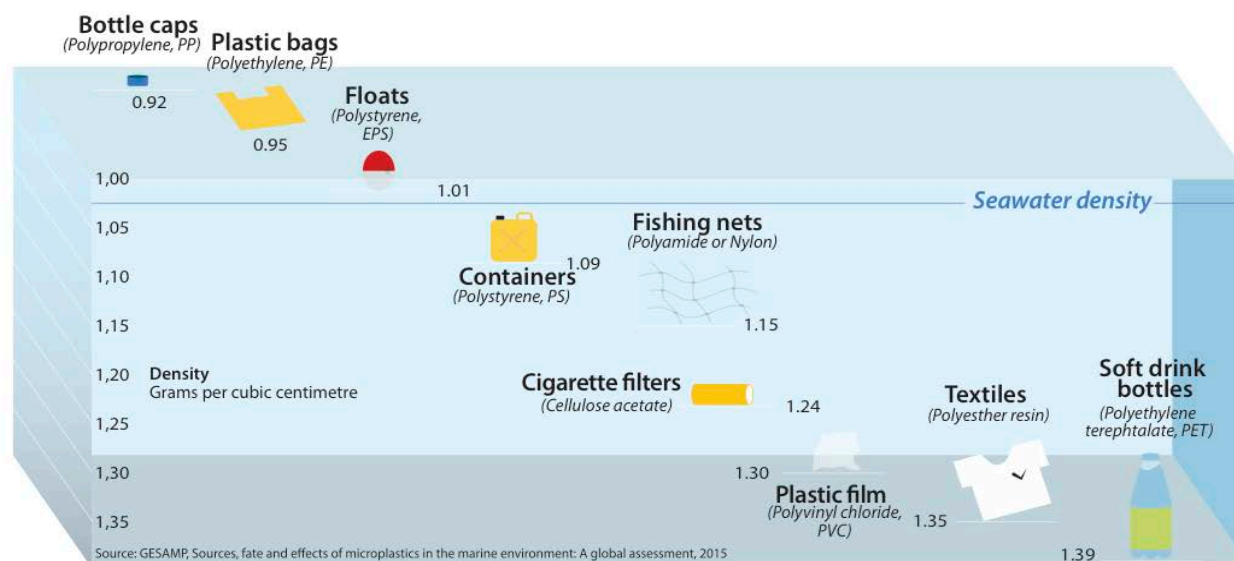 Bottle caps
(Polypropylene, PP)
0.92
Plastic bags
(Polyethylene, PE)
0.95
Floats
(Polystyrene,
EPS)
1.01
1,00
Seawater density
1,05
1,10
1,15
1,20
1,25
1,30
1,35
Containers
(Polystyrene, PS)
1.09
Fishing nets
(Polyamide or Nylon)
1.15
Density
Grams per cubic centimetre
Cigarette filters
(Cellulose acetate)
1.24
1.30
Plastic film
(Polyvinyl chloride,
PVC)
Textiles
(Polyesther resin)
1.35
Soft drink
bottles
(Polyethylene
terephtalate, PET)
1.39
Source: GESAMP, Sources, fate and effects of microplastics in the marine environment: A global assessment, 2015